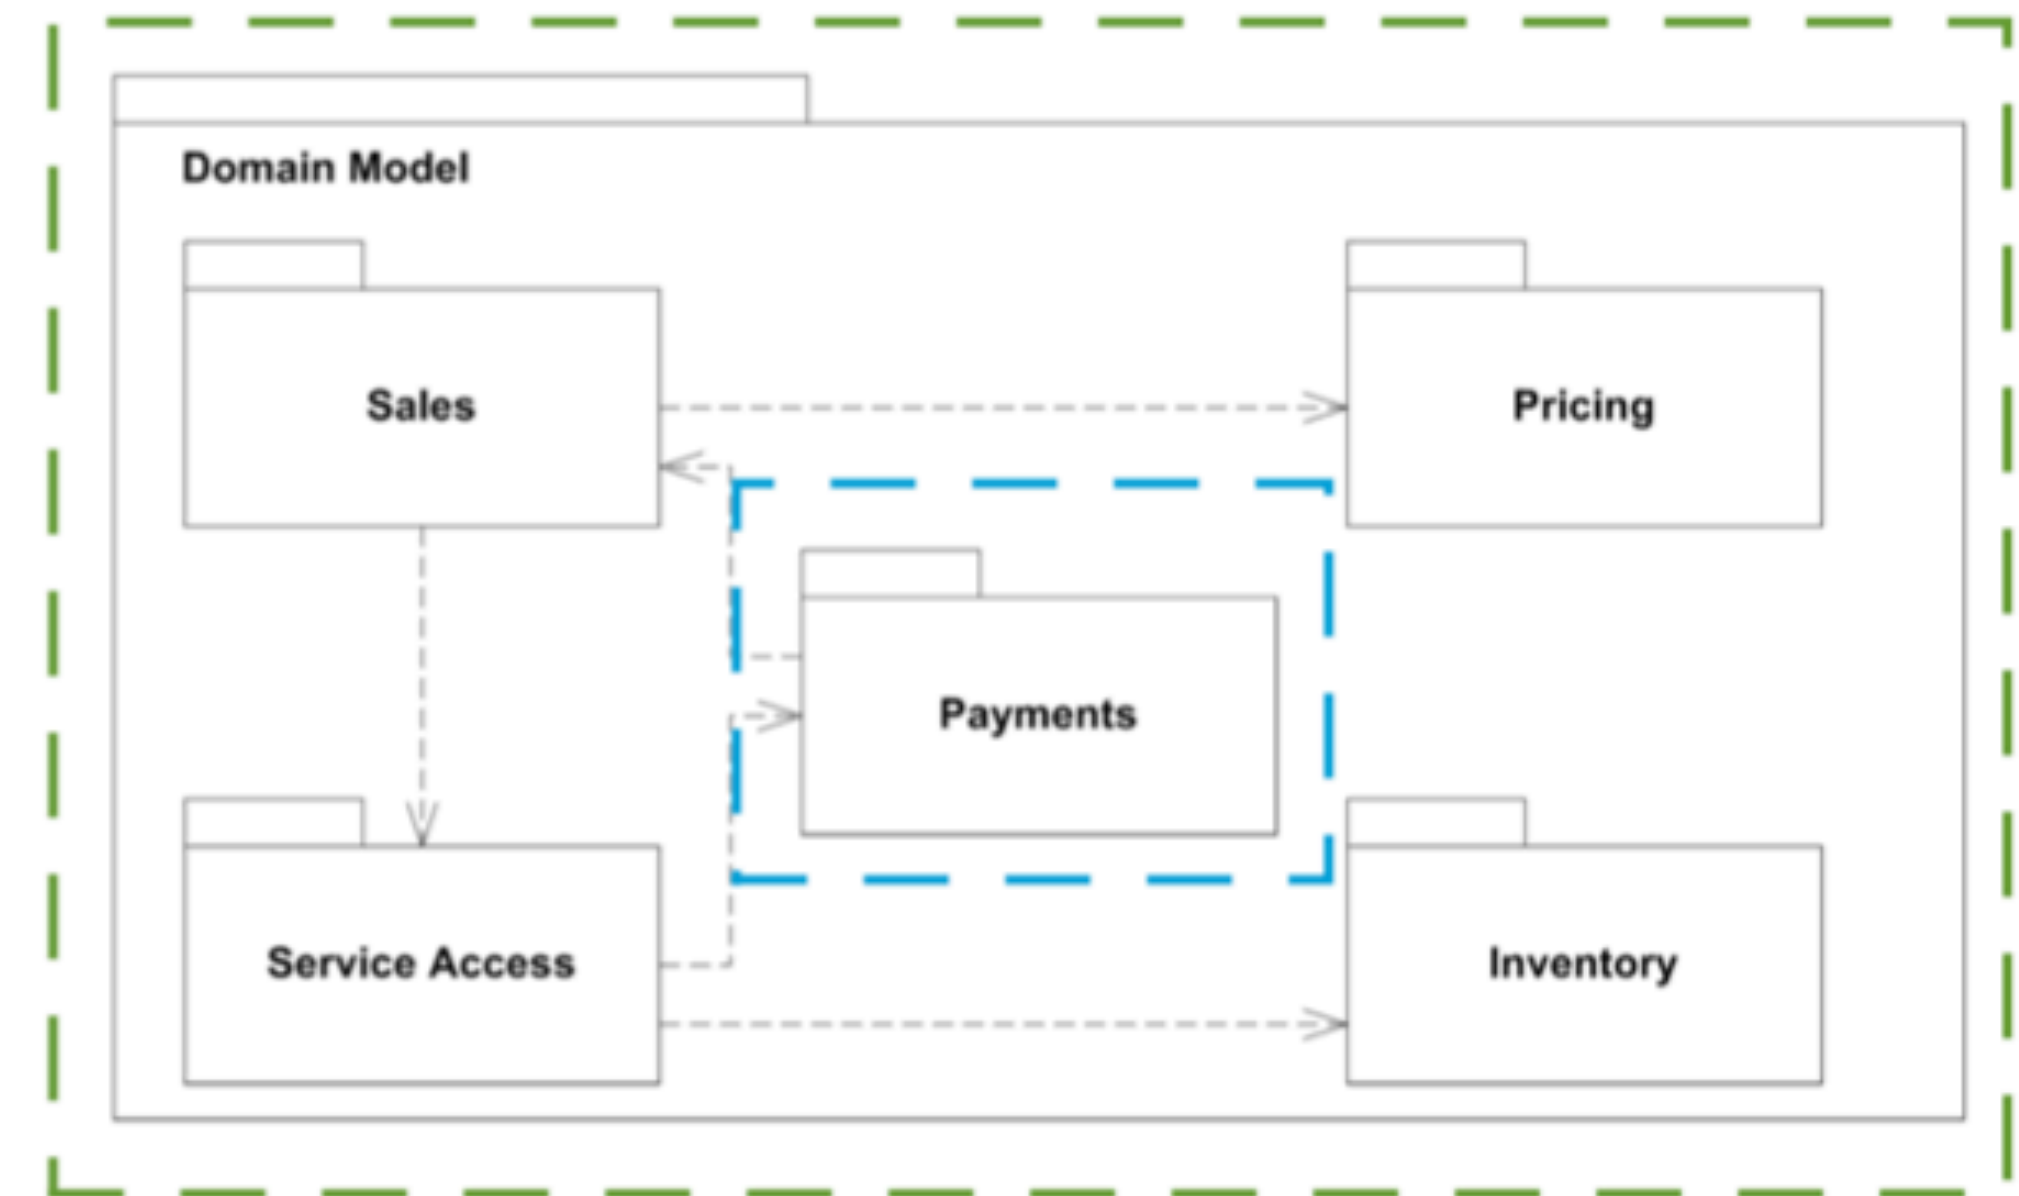 Domain Model
Sales
Pricing
Payments
Service Access
Inventory